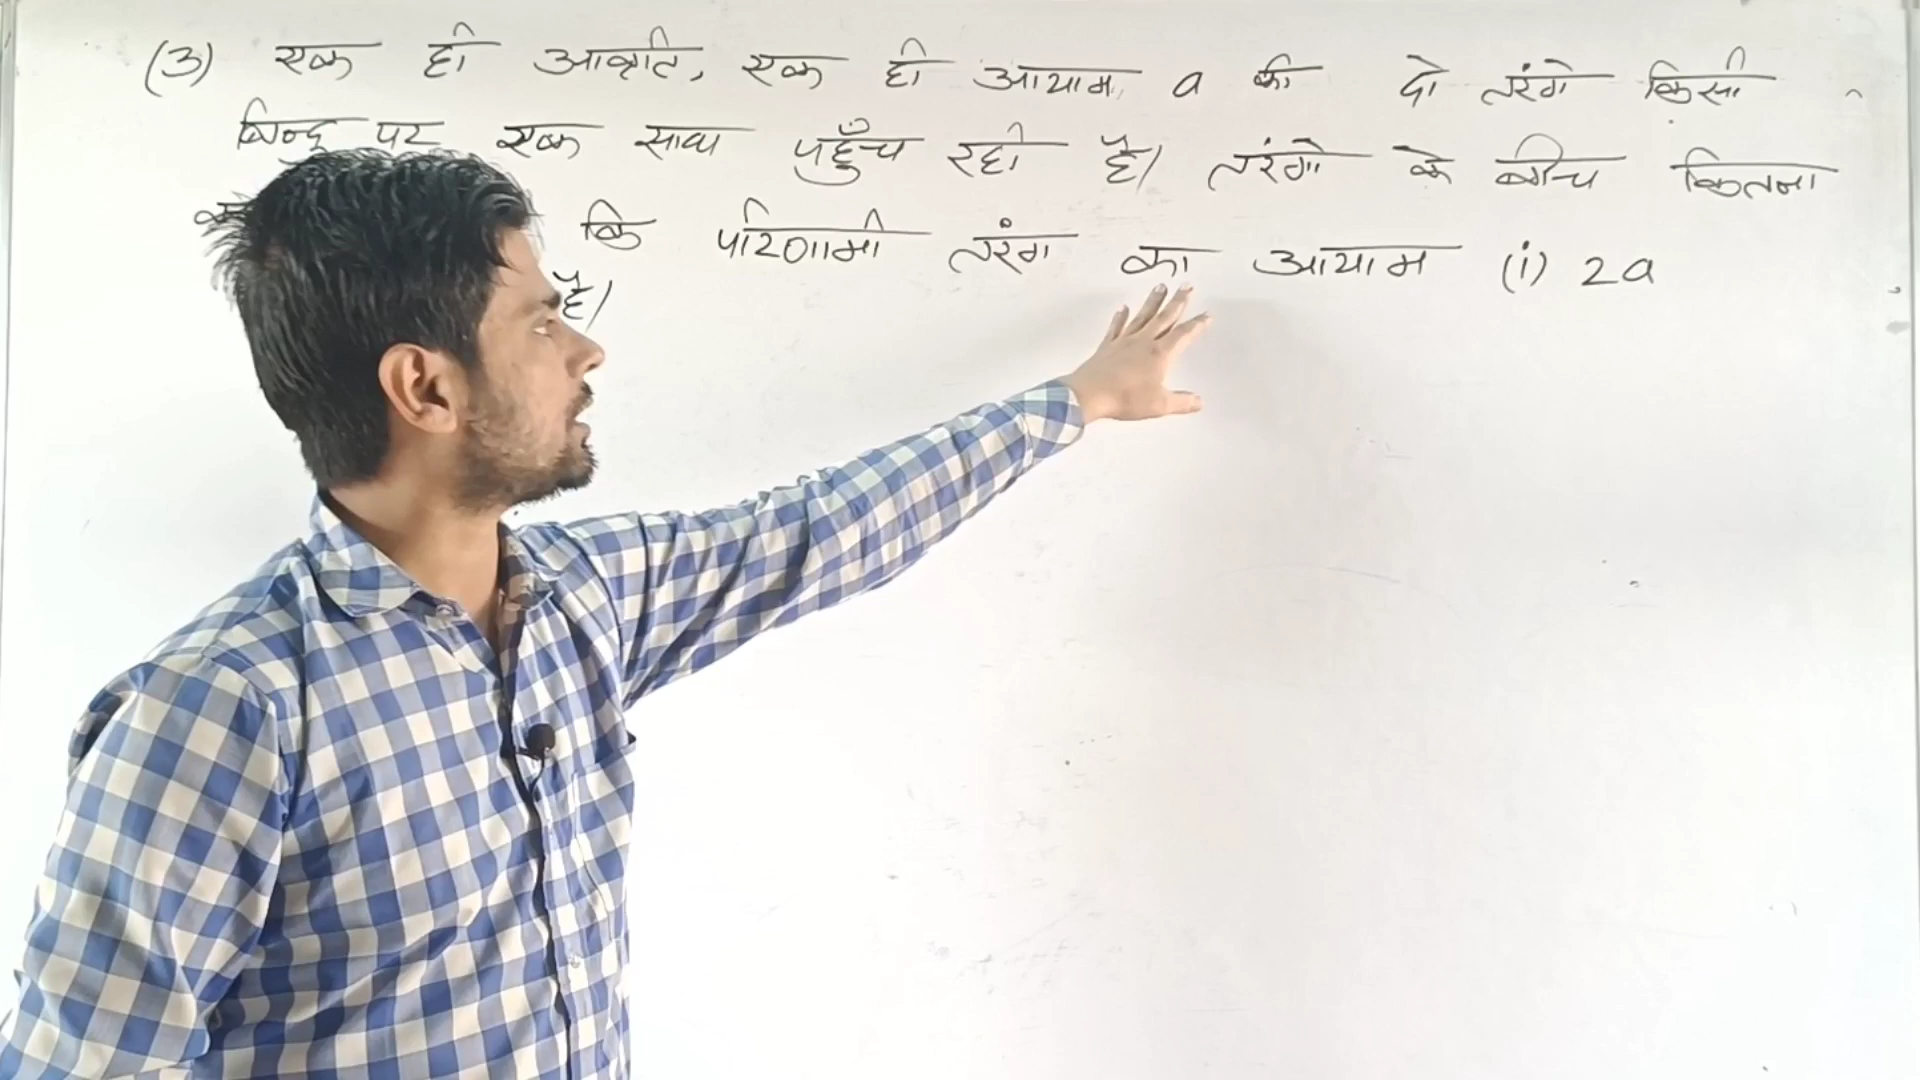 (3) एक ही आवृति, एक ही आयाम a की दो तरंगे किसी
बिन्दु पर एक साथ पहुँच रही है। तरंगो के बीच कितना
कि परिणामी तरंग का आयाम (i) 2a
है।